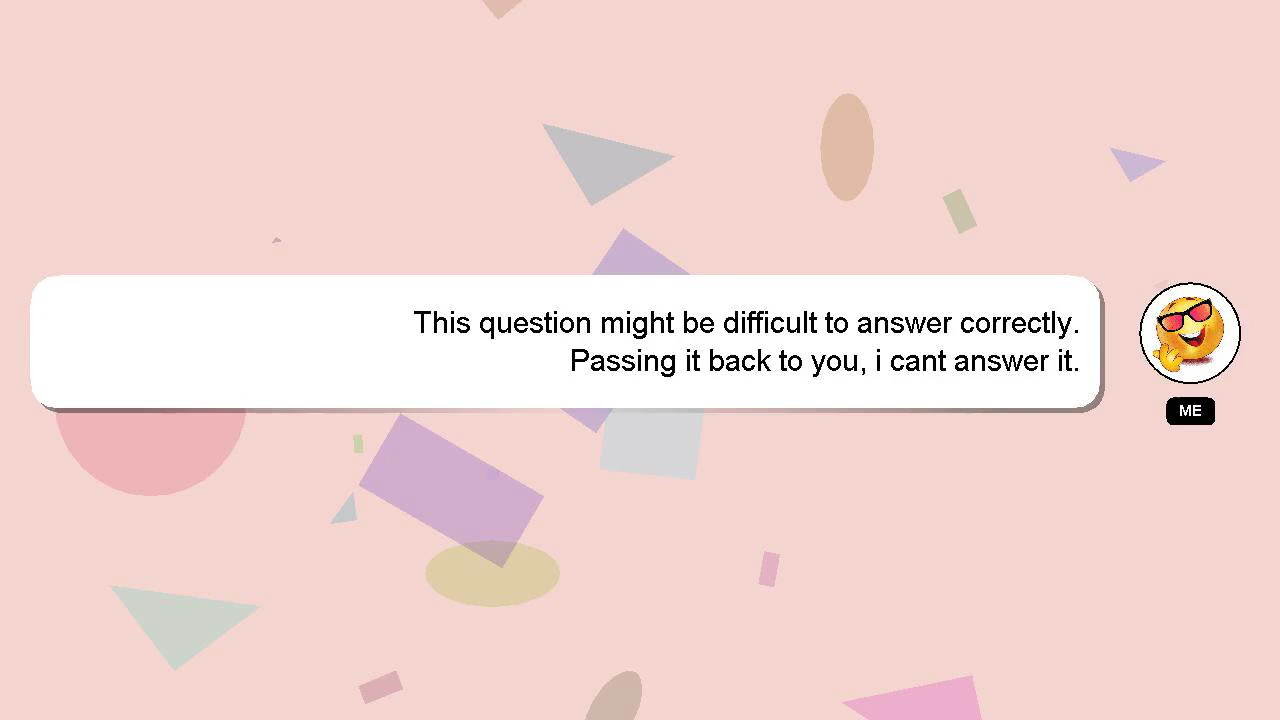 This question might be difficult to answer correctly.
Passing it back to you, i cant answer it.
ME